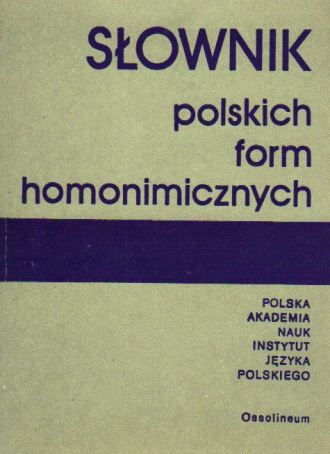 SŁOWNIK
polskich
form
homonimicznych
POLSKA
AKADEMIA
NAUK
INSTYTUT
JĘZYKA
POLSKIEGO
Ossolineum